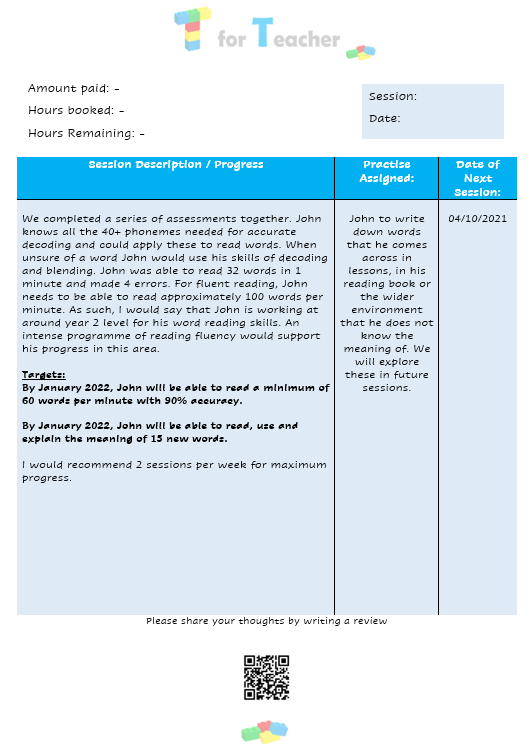 T for Teacher
Amount paid: -
Hours booked: -
Hours Remaining: -
Session:
Date:
Session Description / Progress
Practise
Assigned:
Date of
Next
Session:
We completed a series of assessments together. John
knows all the 40+ phonemes needed for accurate
decoding and could apply these to read words. When
unsure of a word John would use his skills of decoding
and blending. John was able to read 32 words in 1
minute and made 4 errors. For fluent reading, John
needs to be able to read approximately 100 words per
minute. As such, I would say that John is working at
around year 2 level for his word reading skills. An
intense programme of reading fluency would support
his progress in this area.
Targets:
By January 2022, John will be able to read a minimum of
60 words per minute with 90% accuracy.
By January 2022, John will be able to read, use and
explain the meaning of 15 new words.
I would recommend 2 sessions per week for maximum
progress.
John to write
down words
that he comes
across in
lessons, in his
reading book or
the wider
environment
that he does not
know the
meaning of. We
will explore
these in future
sessions.
04/10/2021
Please share your thoughts by writing a review